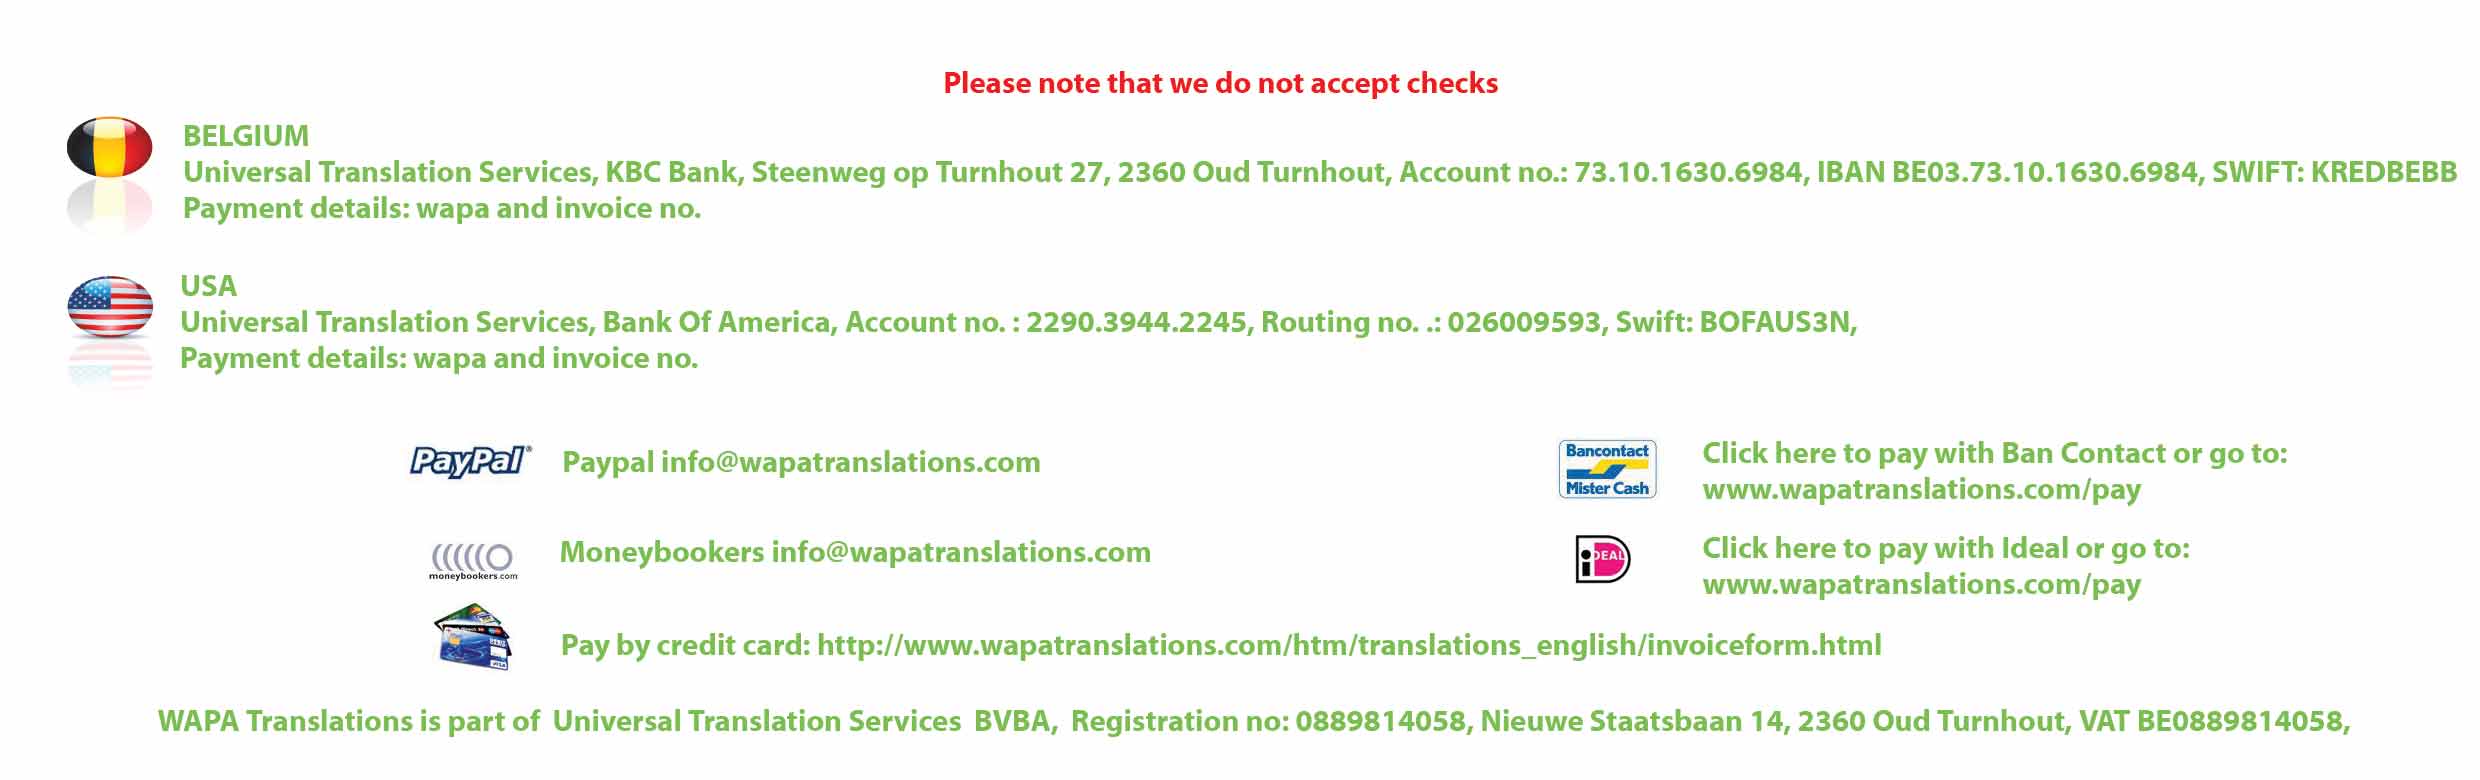 Please note that we do not accept checks
BELGIUM
Universal Translation Services, KBC Bank, Steenweg op Turnhout 27, 2360 Oud Turnhout, Account no.: 73.10.1630.6984, IBAN BE03.73.10.1630.6984, SWIFT: KREDBEBB
Payment details: wapa and invoice no.
USA
Universal Translation Services, Bank Of America, Account no. : 2290.3944.2245, Routing no. .: 026009593, Swift: BOFAUS3N,
Payment details: wapa and invoice no.
PayPal® Paypal info@wapatranslations.com
Bancontact
Mister Cash
Click here to pay with Ban Contact or go to:
www.wapatranslations.com/pay
moneybookers.com
Moneybookers info@wapatranslations.com
iDEAL
Click here to pay with Ideal or go to:
www.wapatranslations.com/pay
VISA
Pay by credit card: http://www.wapatranslations.com/htm/translations_english/invoiceform.html
WAPA Translations is part of Universal Translation Services BVBA, Registration no: 0889814058, Nieuwe Staatsbaan 14, 2360 Oud Turnhout, VAT BE0889814058,